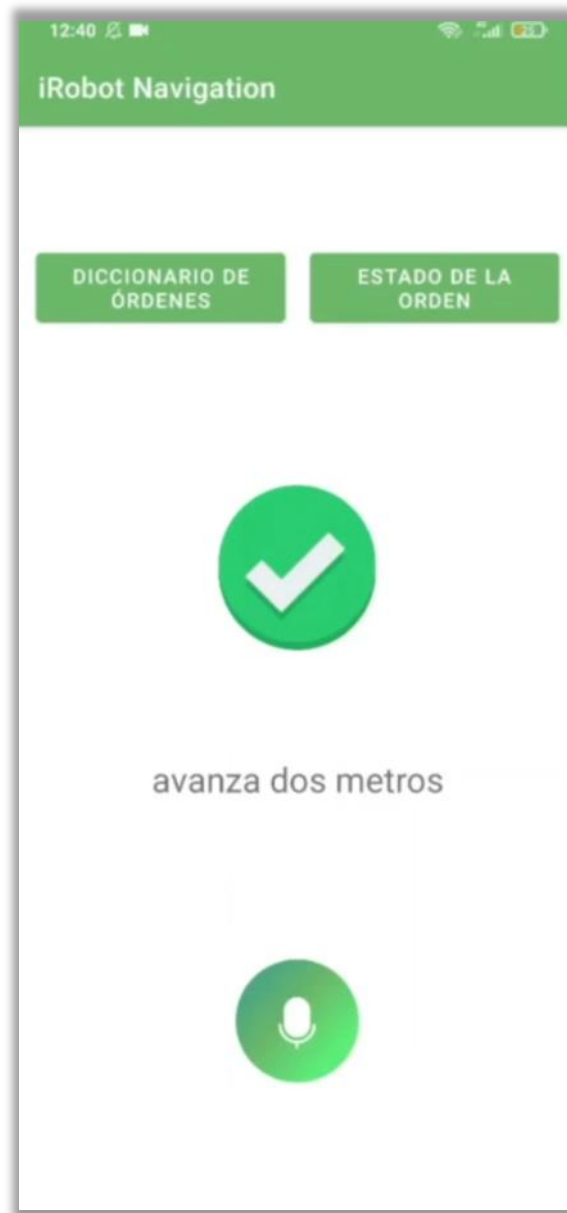 12:40
iRobot Navigation
DICCIONARIO DE
ÓRDENES
ESTADO DE LA
ORDEN
avanza dos metros